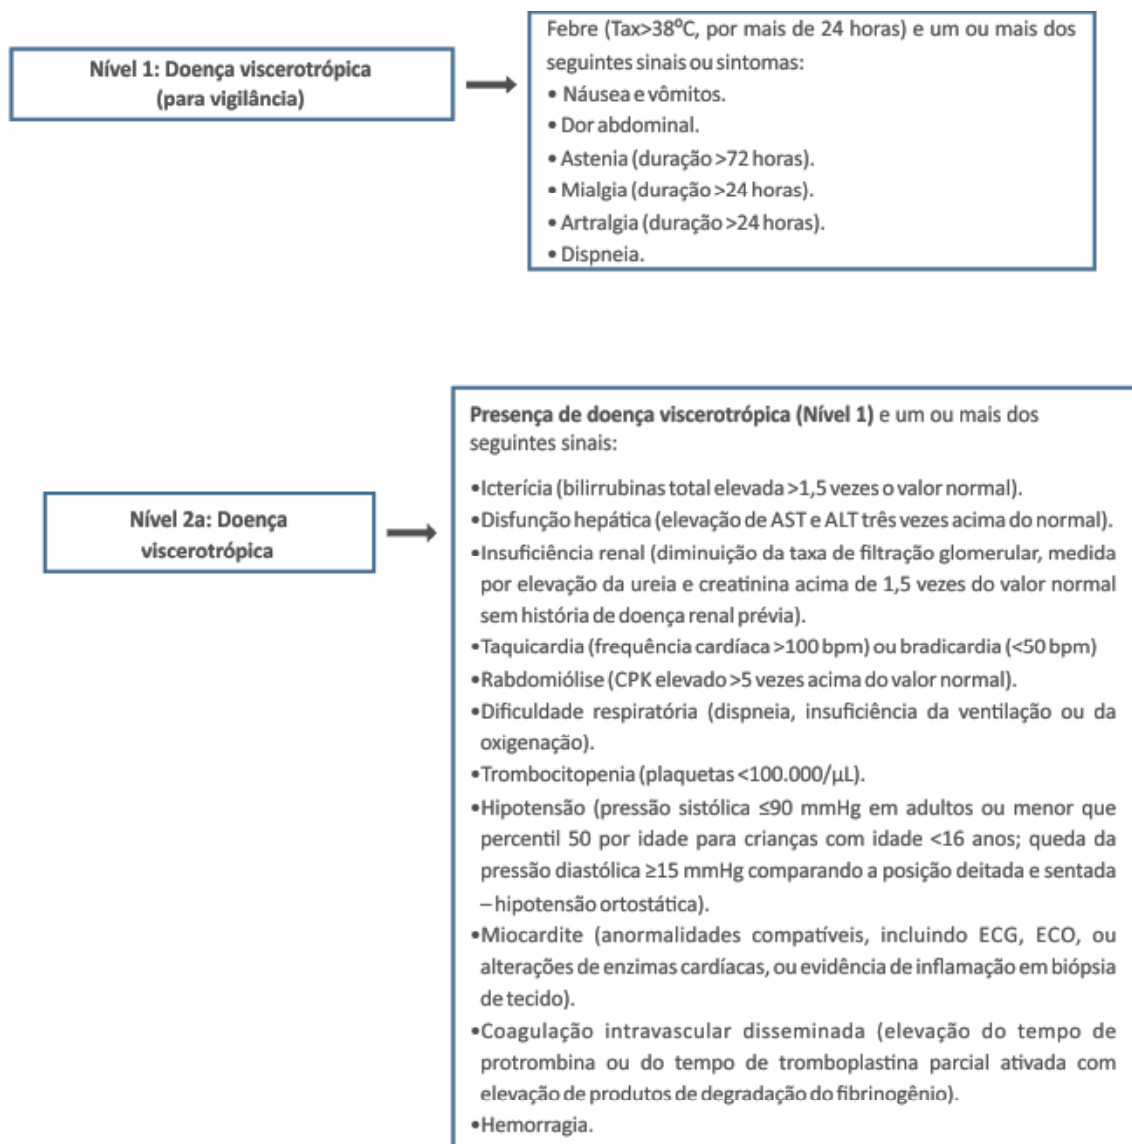 Nível 1: Doença viscerotrópica
(para vigilância)
Febre (Tax>38ºC, por mais de 24 horas) e um ou mais dos
seguintes sinais ou sintomas:
• Náusea e vômitos.
• Dor abdominal.
• Astenia (duração >72 horas).
• Mialgia (duração >24 horas).
• Artralgia (duração >24 horas).
• Dispneia.
Nível 2a: Doença
viscerotrópica
Presença de doença viscerotrópica (Nível 1) e um ou mais dos
seguintes sinais:
•Icterícia (bilirrubinas total elevada >1,5 vezes o valor normal).
•Disfunção hepática (elevação de AST e ALT três vezes acima do normal).
•Insuficiência renal (diminuição da taxa de filtração glomerular, medida
por elevação da ureia e creatinina acima de 1,5 vezes do valor normal
sem história de doença renal prévia).
•Taquicardia (frequência cardíaca >100 bpm) ou bradicardia (<50 bpm)
•Rabdomiólise (CPK elevado >5 vezes acima do valor normal).
•Dificuldade respiratória (dispneia, insuficiência da ventilação ou da
oxigenação).
•Trombocitopenia (plaquetas <100.000/µL).
•Hipotensão (pressão sistólica ≤90 mmHg em adultos ou menor que
percentil 50 por idade para crianças com idade <16 anos; queda da
pressão diastólica ≥15 mmHg comparando a posição deitada e sentada
– hipotensão ortostática).
•Miocardite (anormalidades compatíveis, incluindo ECG, ECO, ou
alterações de enzimas cardíacas, ou evidência de inflamação em biópsia
de tecido).
•Coagulação intravascular disseminada (elevação do tempo de
protrombina ou do tempo de tromboplastina parcial ativada com
elevação de produtos de degradação do fibrinogênio).
•Hemorragia.